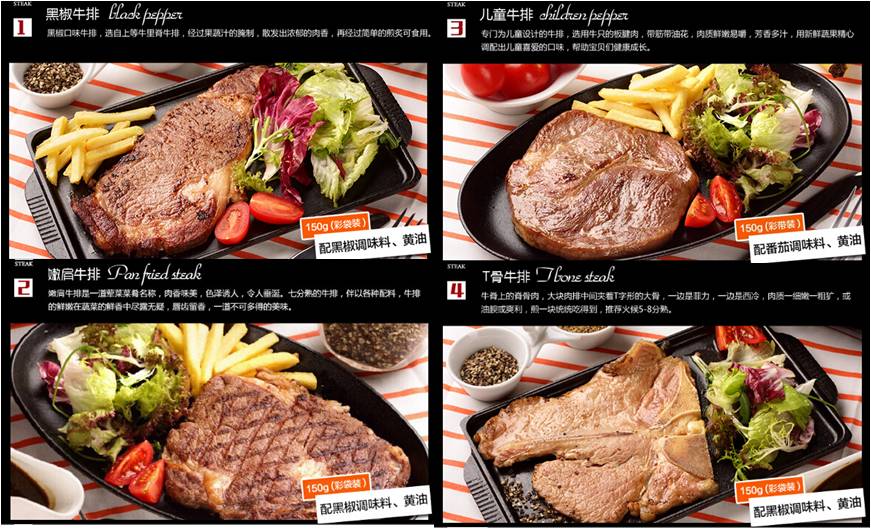 STEAK
1 黑椒牛排 black pepper
黑椒口味牛排，选自上等牛里脊牛排，经过果蔬汁的腌制，散发出浓郁的肉香，再经过简单的煎炙可食用。
150g (彩袋装)
配黑椒调味料、黄油
STEAK
2 嫩肩牛排 Pan fried steak
嫩肩牛排是一道荤菜菜肴名称，肉香味美，色泽诱人，令人垂涎。七分熟的牛排，伴以各种配料，牛排
的鲜嫩在蔬菜的鲜香中尽露无疑，唇齿留香，一道不可多得的美味。
150g (彩袋装)
配黑椒调味料、黄油
STEAK
3 儿童牛排 children pepper
专门为儿童设计的牛排，选用牛只的板腱肉，带筋带油花，肉质鲜嫩易嚼，芳香多汁，用新鲜蔬果精心
调配出儿童喜爱的口味，帮助宝贝们健康成长。
150g (彩带装)
配番茄调味料、黄油
STEAK
4 T骨牛排 T bone steak
牛脊上的脊骨肉，大块肉排中间夹着T字形的大骨，一边是菲力，一边是西冷，肉质一细嫩一粗犷，或
油腴或爽利，煎一块统统吃得到，推荐火候5-8分熟。
150g (彩袋装)
配黑椒调味料、黄油